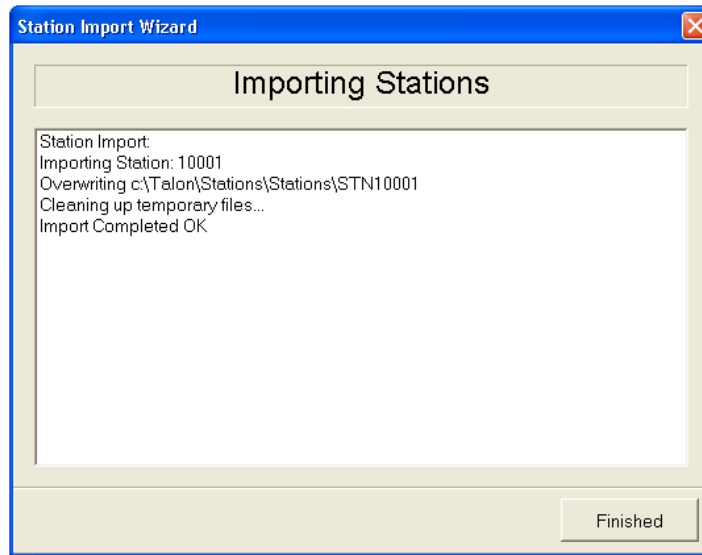 Station Import Wizard
Importing Stations
Station Import:
Importing Station: 10001
Overwriting c:\Talon\Stations\Stations\STN10001
Cleaning up temporary files...
Import Completed OK
Finished